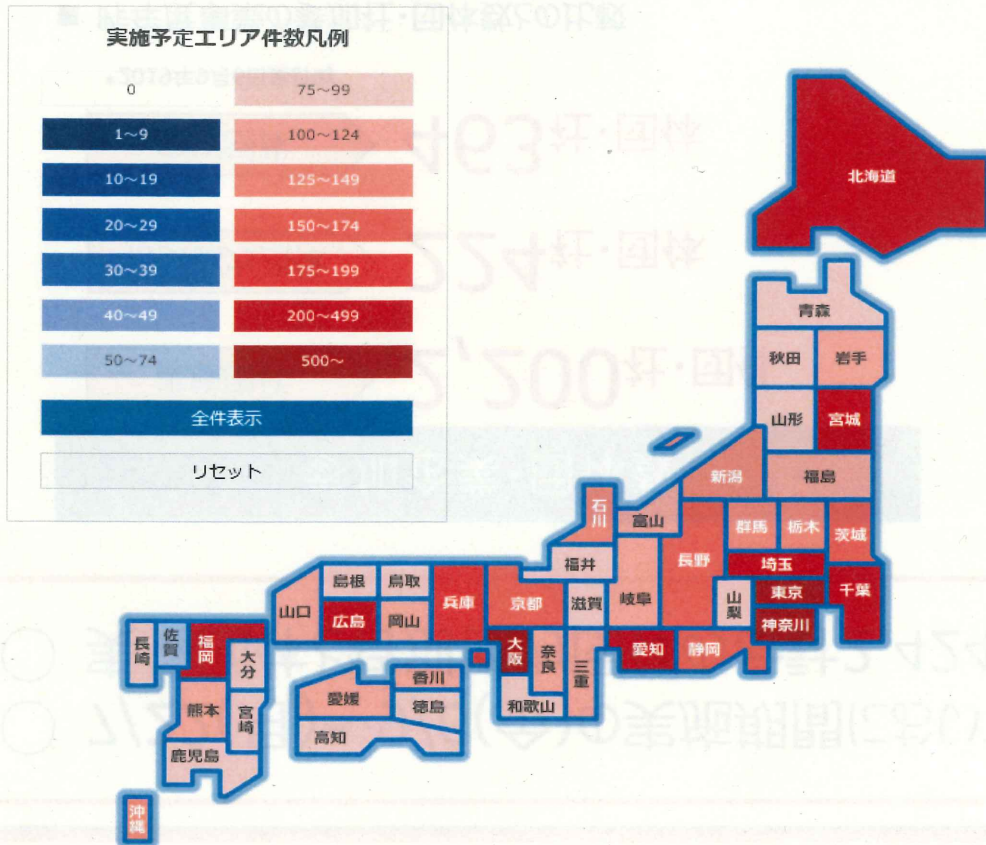 実施予定エリア件数凡例
0
75~99
1~9
100~124
10~19
125~149
20~29
150~174
30~39
175~199
40~49
200~499
50~74
500~
全件表示
リセット
北海道
青森
秋田
岩手
山形
宮城
新潟
福島
石川
富山
群馬
栃木
茨城
福井
長野
埼玉
島根
鳥取
兵庫
京都
滋賀
岐阜
山梨
東京
千葉
山口
広島
岡山
神奈川
長崎
佐賀
福岡
大分
大阪
奈良
三重
愛知
静岡
香川
愛媛
徳島
和歌山
熊本
宮崎
高知
鹿児島
沖縄